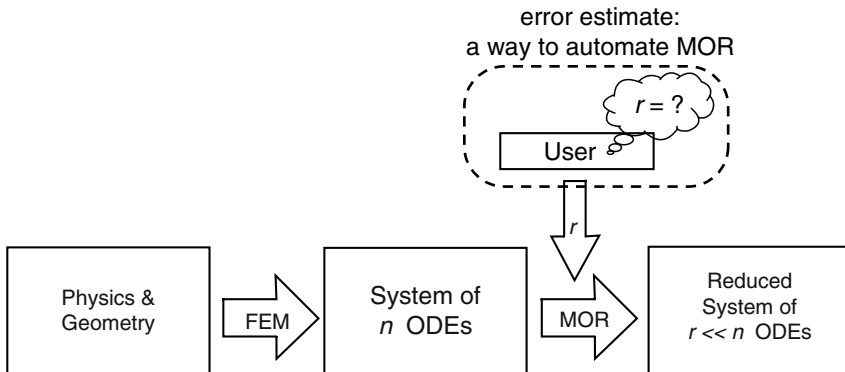 error estimate:
a way to automate MOR
r = ?
User
r
Physics &
Geometry
FEM
System of
n ODEs
MOR
Reduced
System of
r << n ODEs